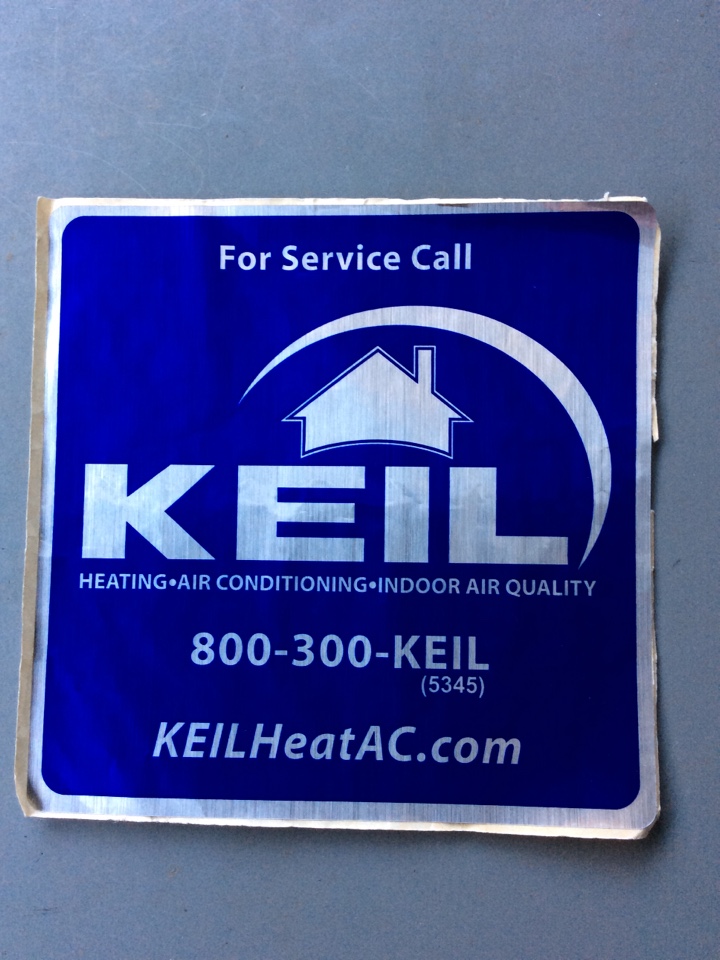 For Service Call
KEIL
HEATING•AIR CONDITIONING•INDOOR AIR QUALITY
800-300-KEIL
(5345)
KEILHeatAC.com